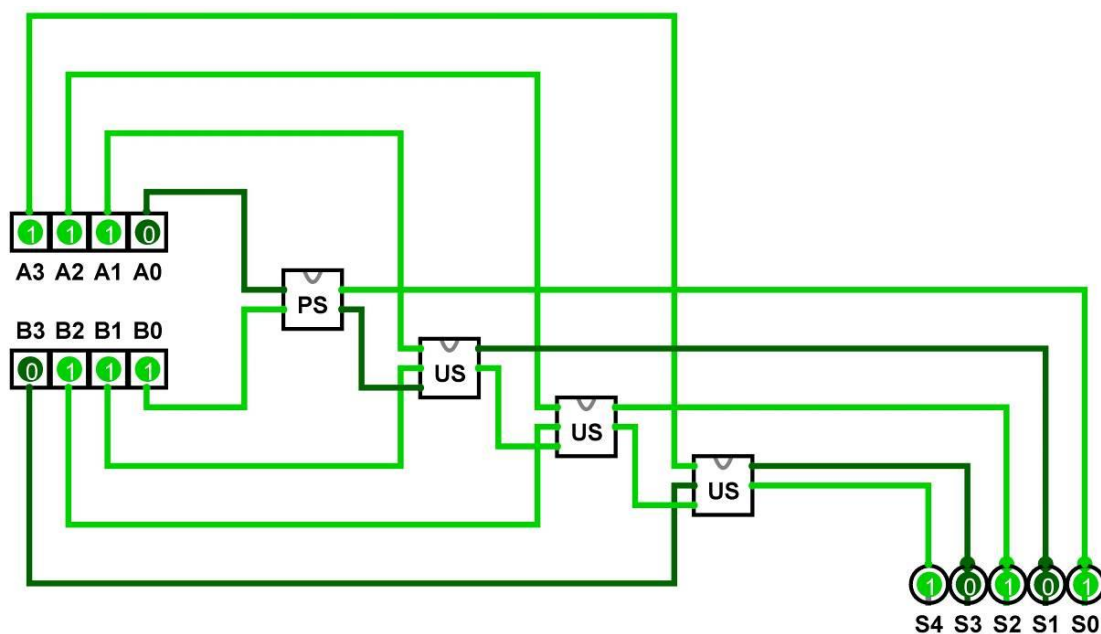 1 1 1 0
A3 A2 A1 A0
PS
B3 B2 B1 B0
0 1 1 1
US
US
US
1 0 1 0 1
S4 S3 S2 S1 S0